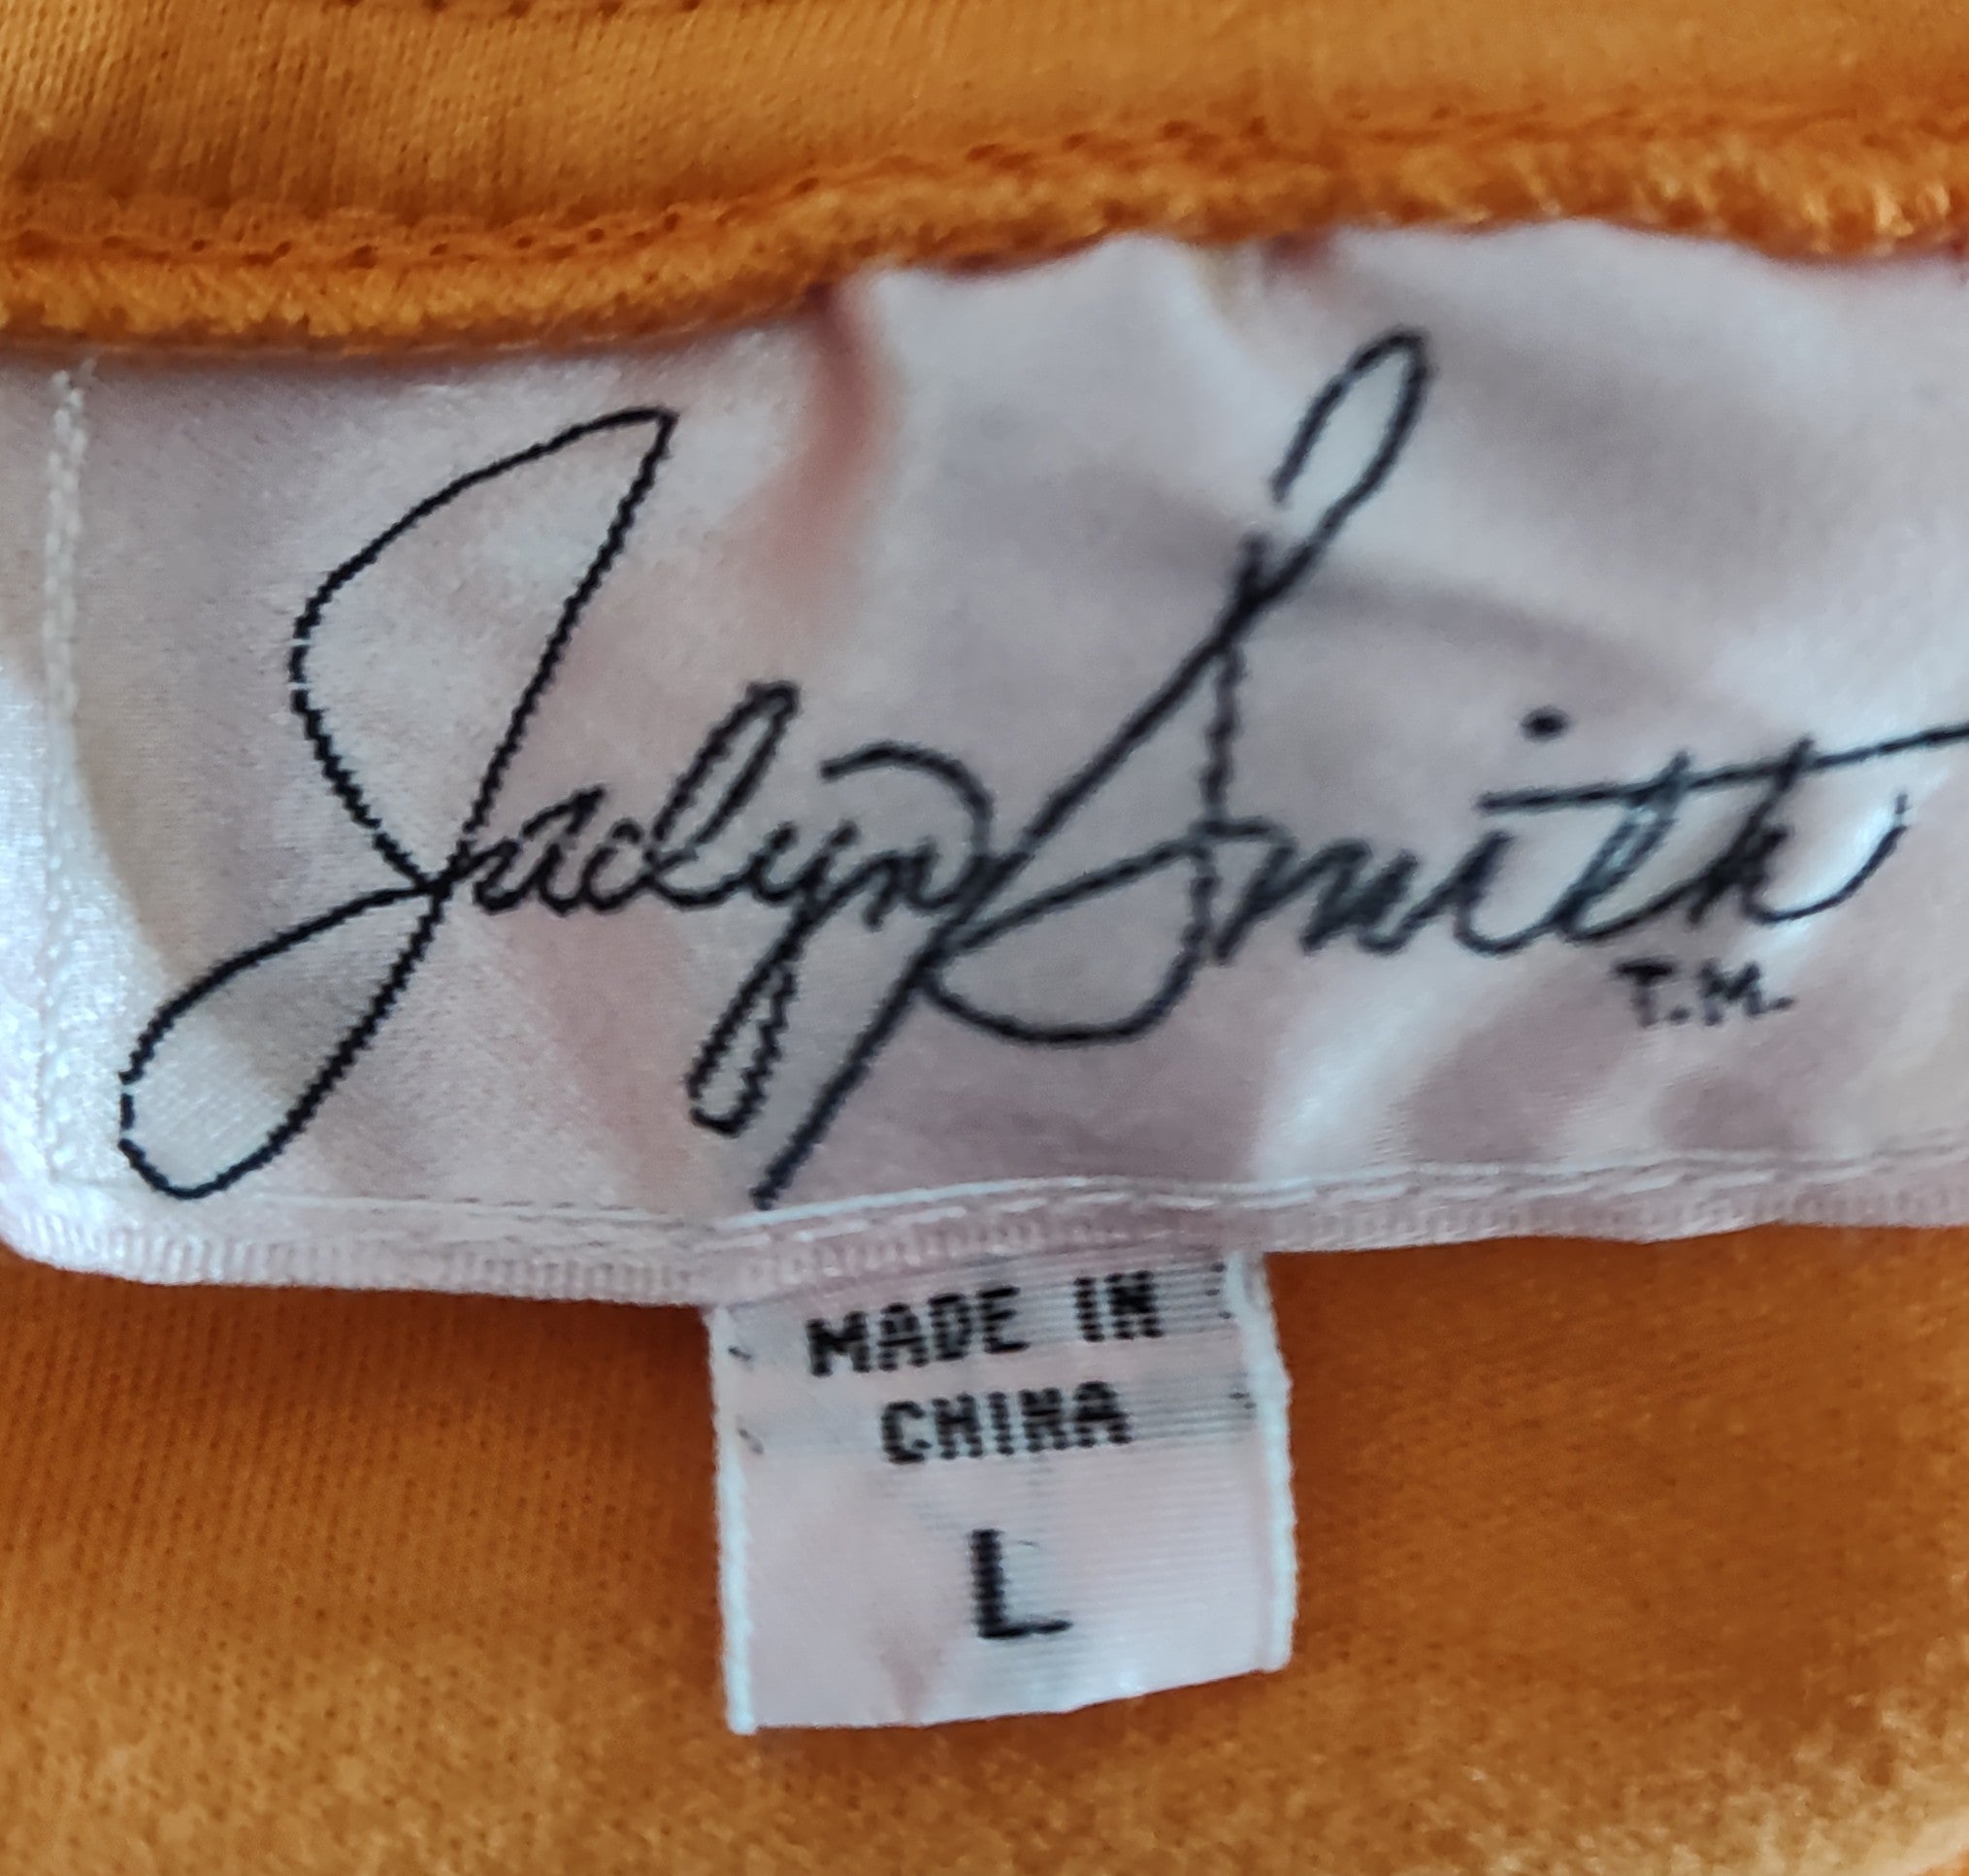 Jaclyn Smith
T.M.
MADE IN
CHINA
L